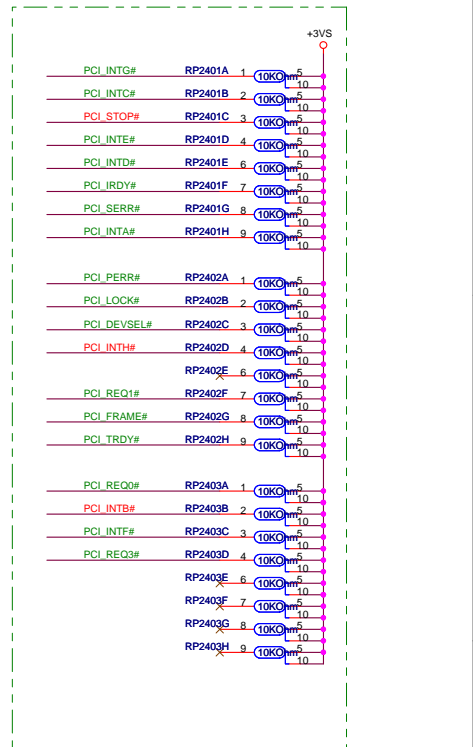 +3VS
PCI_INTG# RP2401A 1 10KOhm 5
10
PCI_INTC# RP2401B 2 10KOhm 5
10
PCI_STOP# RP2401C 3 10KOhm 5
10
PCI_INTE# RP2401D 4 10KOhm 5
10
PCI_INTD# RP2401E 6 10KOhm 5
10
PCI_IRDY# RP2401F 7 10KOhm 5
10
PCI_SERR# RP2401G 8 10KOhm 5
10
PCI_INTA# RP2401H 9 10KOhm 5
10
PCI_PERR# RP2402A 1 10KOhm 5
10
PCI_LOCK# RP2402B 2 10KOhm 5
10
PCI_DEVSEL# RP2402C 3 10KOhm 5
10
PCI_INTH# RP2402D 4 10KOhm 5
10
RP2402E 6 10KOhm 5
10
PCI_REQ1# RP2402F 7 10KOhm 5
10
PCI_FRAME# RP2402G 8 10KOhm 5
10
PCI_TRDY# RP2402H 9 10KOhm 5
10
PCI_REQ0# RP2403A 1 10KOhm 5
10
PCI_INTB# RP2403B 2 10KOhm 5
10
PCI_INTF# RP2403C 3 10KOhm 5
10
PCI_REQ3# RP2403D 4 10KOhm 5
10
RP2403E 6 10KOhm 5
10
RP2403F 7 10KOhm 5
10
RP2403G 8 10KOhm 5
10
RP2403H 9 10KOhm 5
10